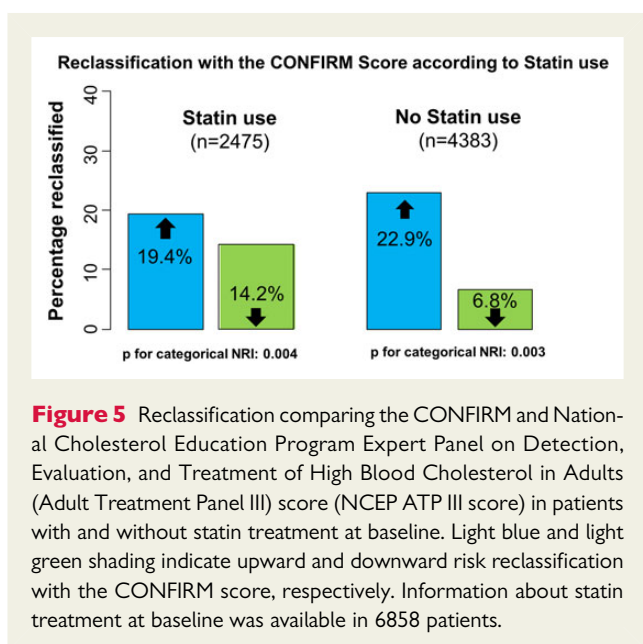 Reclassification with the CONFIRM Score according to Statin use
Percentage reclassified
40
30
20
10
0
Statin use
(n=2475)
No Statin use
(n=4383)
19.4%
14.2%
22.9%
6.8%
p for categorical NRI: 0.004
p for categorical NRI: 0.003
Figure 5 Reclassification comparing the CONFIRM and Nation-
al Cholesterol Education Program Expert Panel on Detection,
Evaluation, and Treatment of High Blood Cholesterol in Adults
(Adult Treatment Panel III) score (NCEP ATP III score) in patients
with and without statin treatment at baseline. Light blue and light
green shading indicate upward and downward risk reclassification
with the CONFIRM score, respectively. Information about statin
treatment at baseline was available in 6858 patients.